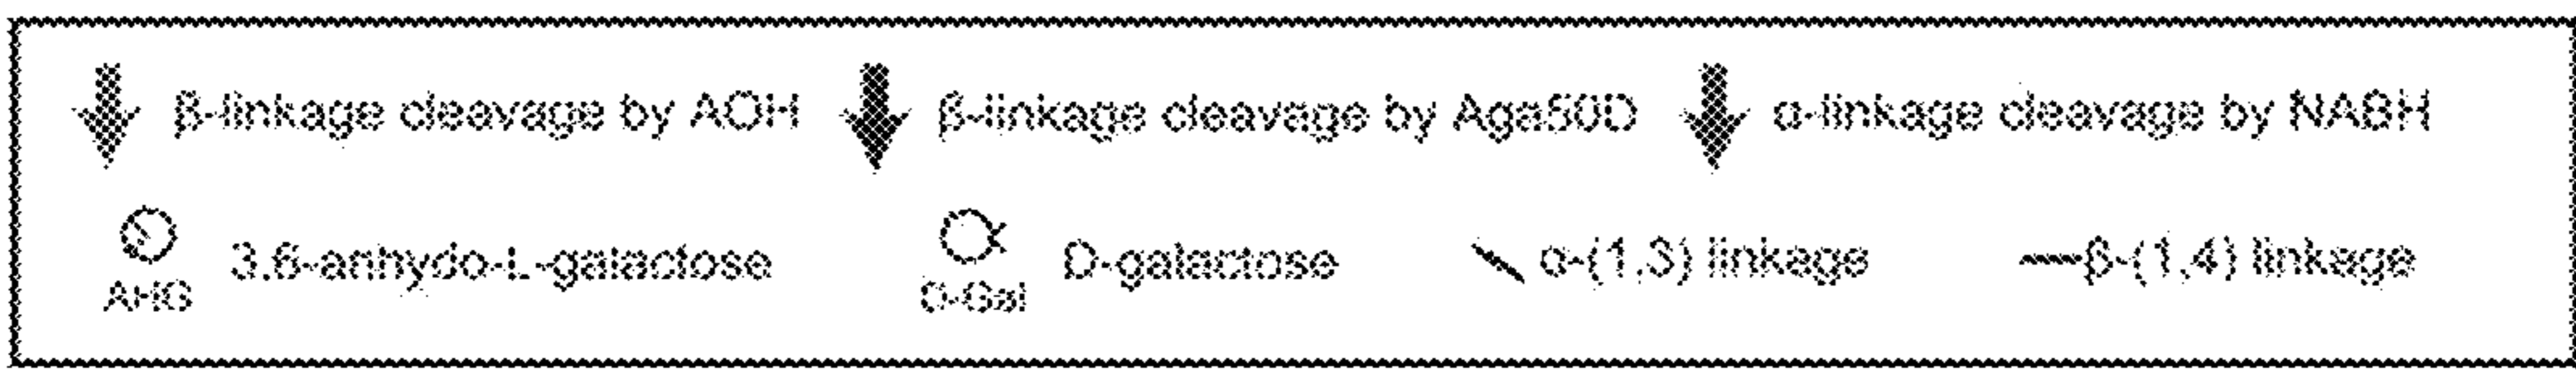 β-linkage cleavage by AOH β-linkage cleavage by Aga50D α-linkage cleavage by NABH
3,6-anhydo-L-galactose D-galactose α-(1,3) linkage β-(1,4) linkage
AHG D-Gal